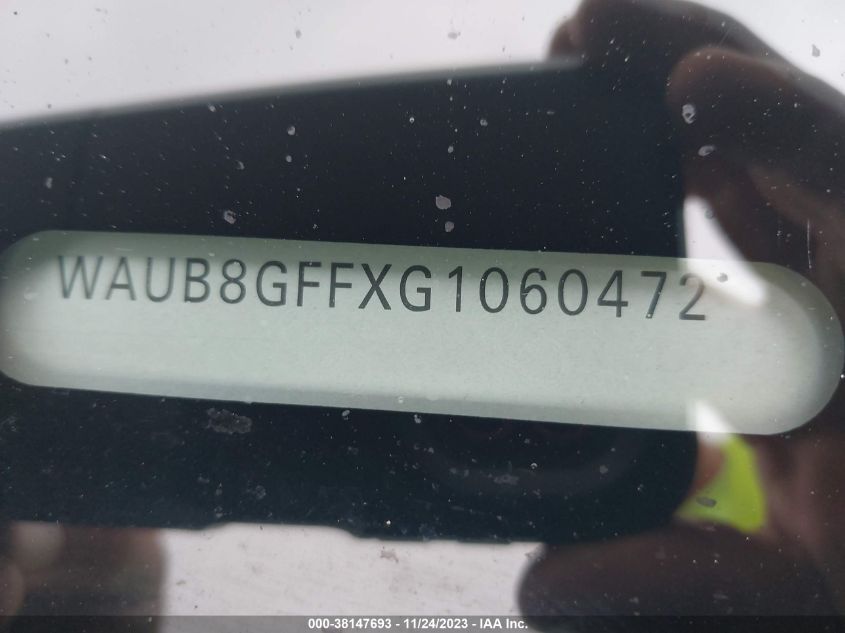 WAUB8GFFXG1060472
000-38147693 - 11/24/2023 - IAA Inc.